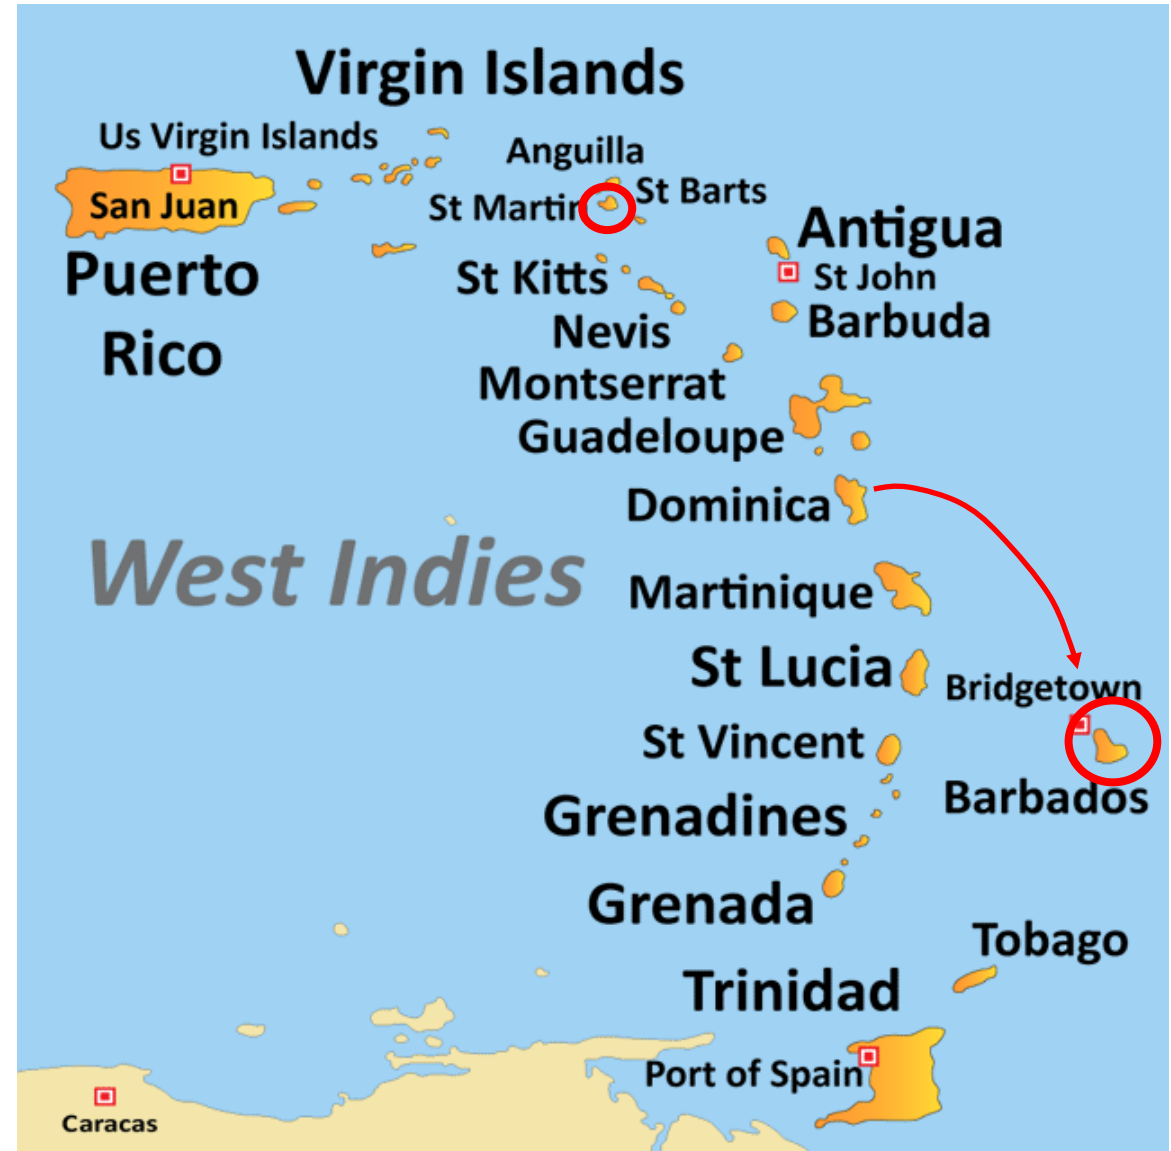 Virgin Islands
Us Virgin Islands
Anguilla
San Juan
St Martin
St Barts
Antigua
Puerto
Rico
St Kitts
St John
Nevis
Barbuda
Montserrat
Guadeloupe
Dominica
West Indies
Martinique
St Lucia
Bridgetown
St Vincent
Barbados
Grenadines
Grenada
Tobago
Trinidad
Port of Spain
Caracas